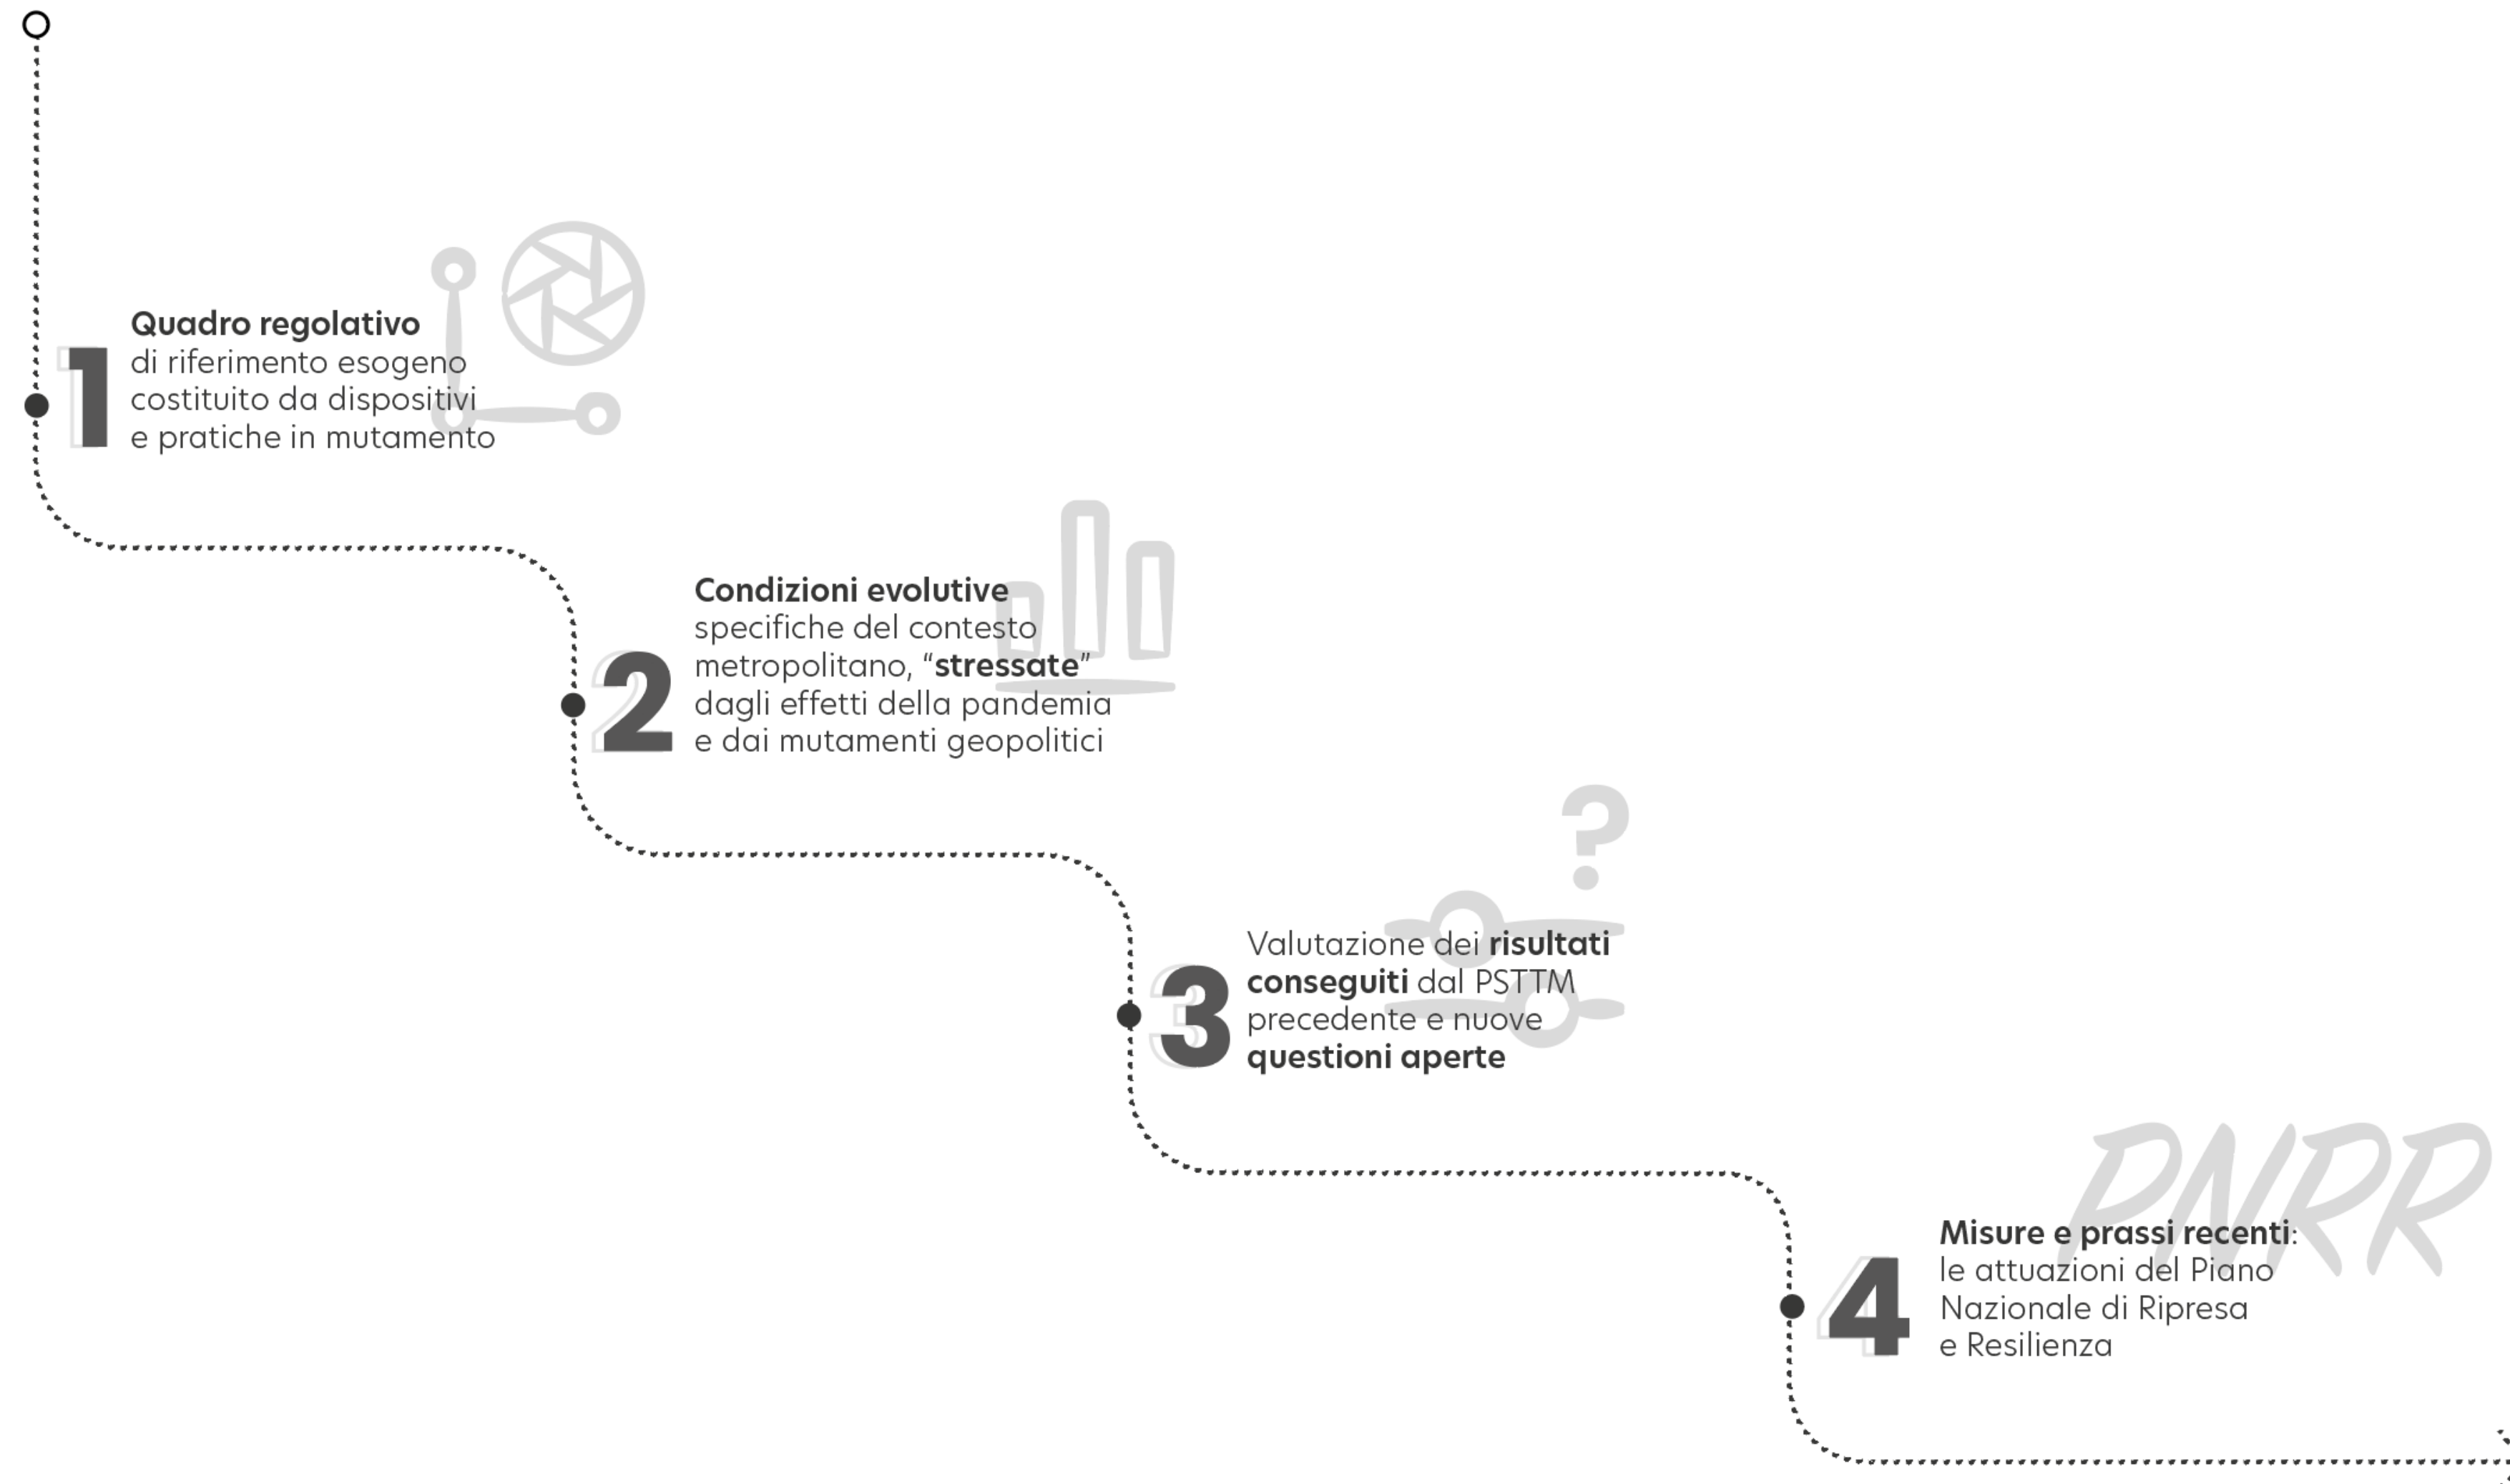 1
Quadro regolativo
di riferimento esogeno
costituito da dispositivi
e pratiche in mutamento
2
Condizioni evolutive
specifiche del contesto
metropolitano, “stressate”
dagli effetti della pandemia
e dai mutamenti geopolitici
?
3
Valutazione dei risultati
conseguiti dal PSTTM
precedente e nuove
questioni aperte
PNRR
4
Misure e prassi recenti:
le attuazioni del Piano
Nazionale di Ripresa
e Resilienza